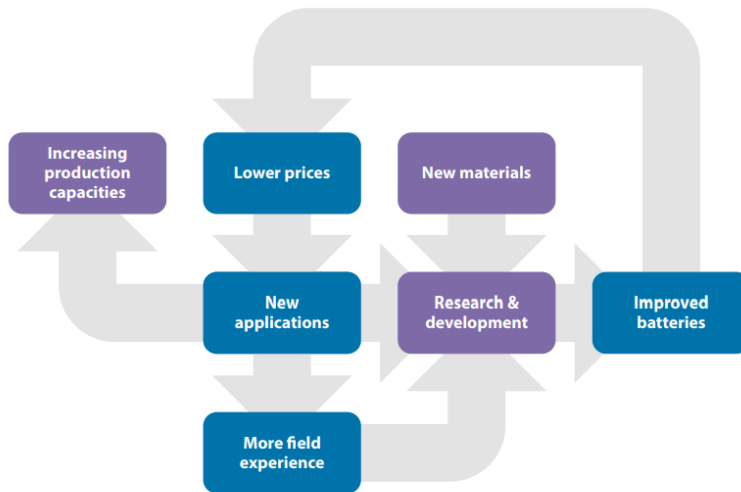 Increasing
production
capacities
Lower prices
New materials
New
applications
Research &
development
Improved
batteries
More field
experience